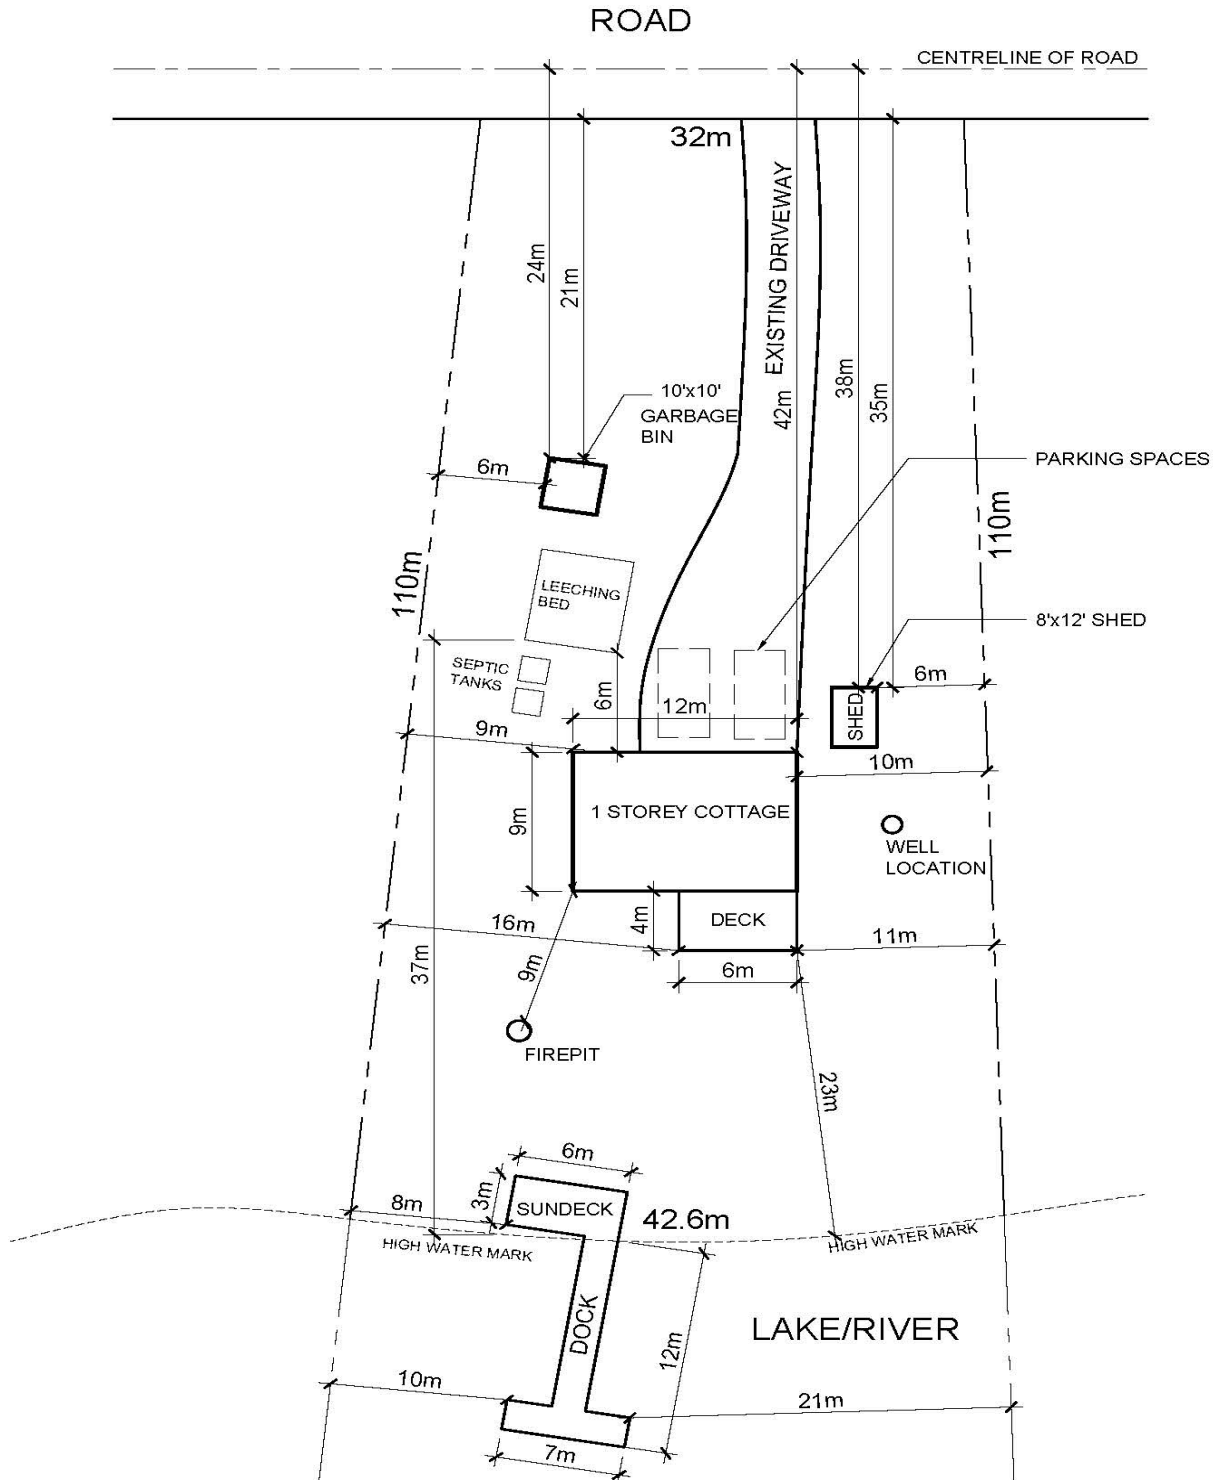 ROAD
CENTRELINE OF ROAD
32m
EXISTING DRIVEWAY
24m
21m
42m
38m
35m
10'x10'
GARBAGE
BIN
6m
PARKING SPACES
110m
110m
LEECHING
BED
8'x12' SHED
SEPTIC
TANKS
6m
12m
6m
SHED
9m
10m
9m
1 STOREY COTTAGE
WELL
LOCATION
16m
4m
DECK
11m
37m
9m
6m
FIREPIT
23m
6m
3m
SUNDECK
8m
42.6m
HIGH WATER MARK
HIGH WATER MARK
DOCK
12m
LAKE/RIVER
10m
21m
7m